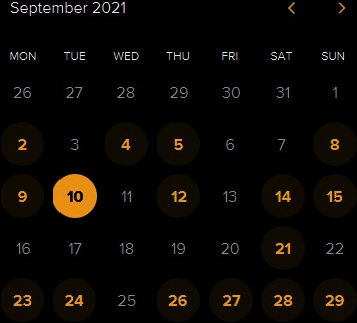 September 2021
MON TUE WED THU FRI SAT SUN
26 27 28 29 30 31 1
2 3 4 5 6 7 8
9 10 11 12 13 14 15
16 17 18 19 20 21 22
23 24 25 26 27 28 29